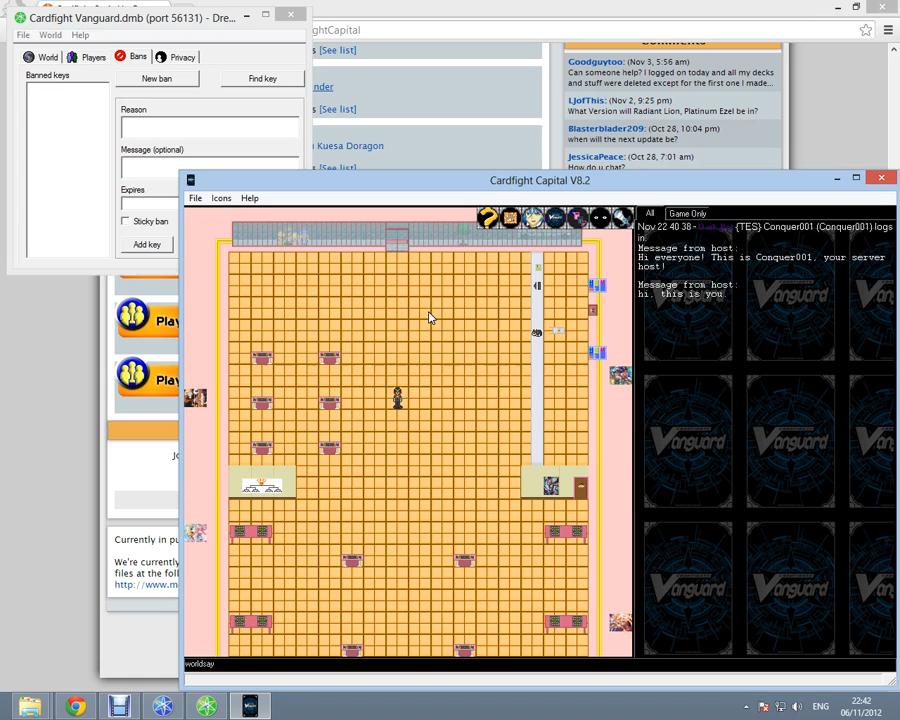 Cardfight Vanguard.dmb (port 56131) - Dre...
File World Help
World Players Bans Privacy
Banned keys
New ban
Find key
Reason
Message (optional)
Expires
Sticky ban
Add key
ghtCapital
s [See list]
nder
s [See list]
u Kuesa Doragon
Goodguytoo: (Nov 3, 5:56 am)
Can someone help? I logged on today and all my decks
and stuff were deleted except for the first one I made...
LJofThis: (Nov 2, 9:25 pm)
What Version will Radiant Lion, Platinum Ezel be in?
Blasterblader209: (Oct 28, 10:04 pm)
when will the next update be?
JessicaPeace: (Oct 28, 7:01 am)
How do u chat?
Cardfight Capital V8.2
File Icons Help
All
Game Only
{TES} Conquer001 (Conquer001) logs
in.
Message from host:
Hi everyone! This is Conquer001, your server
host!
Message from host:
hi, this is you.
Vanguard
Vanguard
Vanguard
Vanguard
Vanguard
Vanguard
Play
Play
Currently in pu
We're currently
files at the foll
http://www.m
worldsay
ENG
22:42
06/11/2012